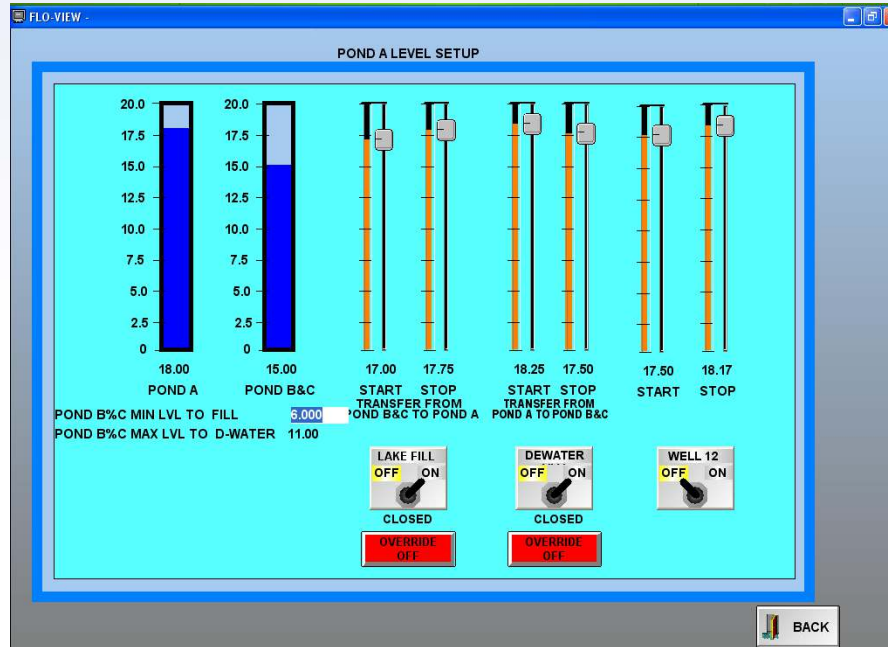 FLO-VIEW -
POND A LEVEL SETUP
20.0 20.0
17.5 17.5
15.0 15.0
12.5 12.5
10.0 10.0
7.5 7.5
5.0 5.0
2.5 2.5
0 0
18.00 15.00 17.00 17.75 18.25 17.50 17.50 18.17
POND A POND B&C START STOP START STOP START STOP
TRANSFER FROM TRANSFER FROM
POND B%C MIN LVL TO FILL 6.000 POND B&C TO POND A POND A TO POND B&C
POND B%C MAX LVL TO D-WATER 11.00
LAKE FILL DEWATER WELL 12
OFF ON OFF ON OFF ON
CLOSED CLOSED
OVERRIDE OVERRIDE
OFF OFF
BACK